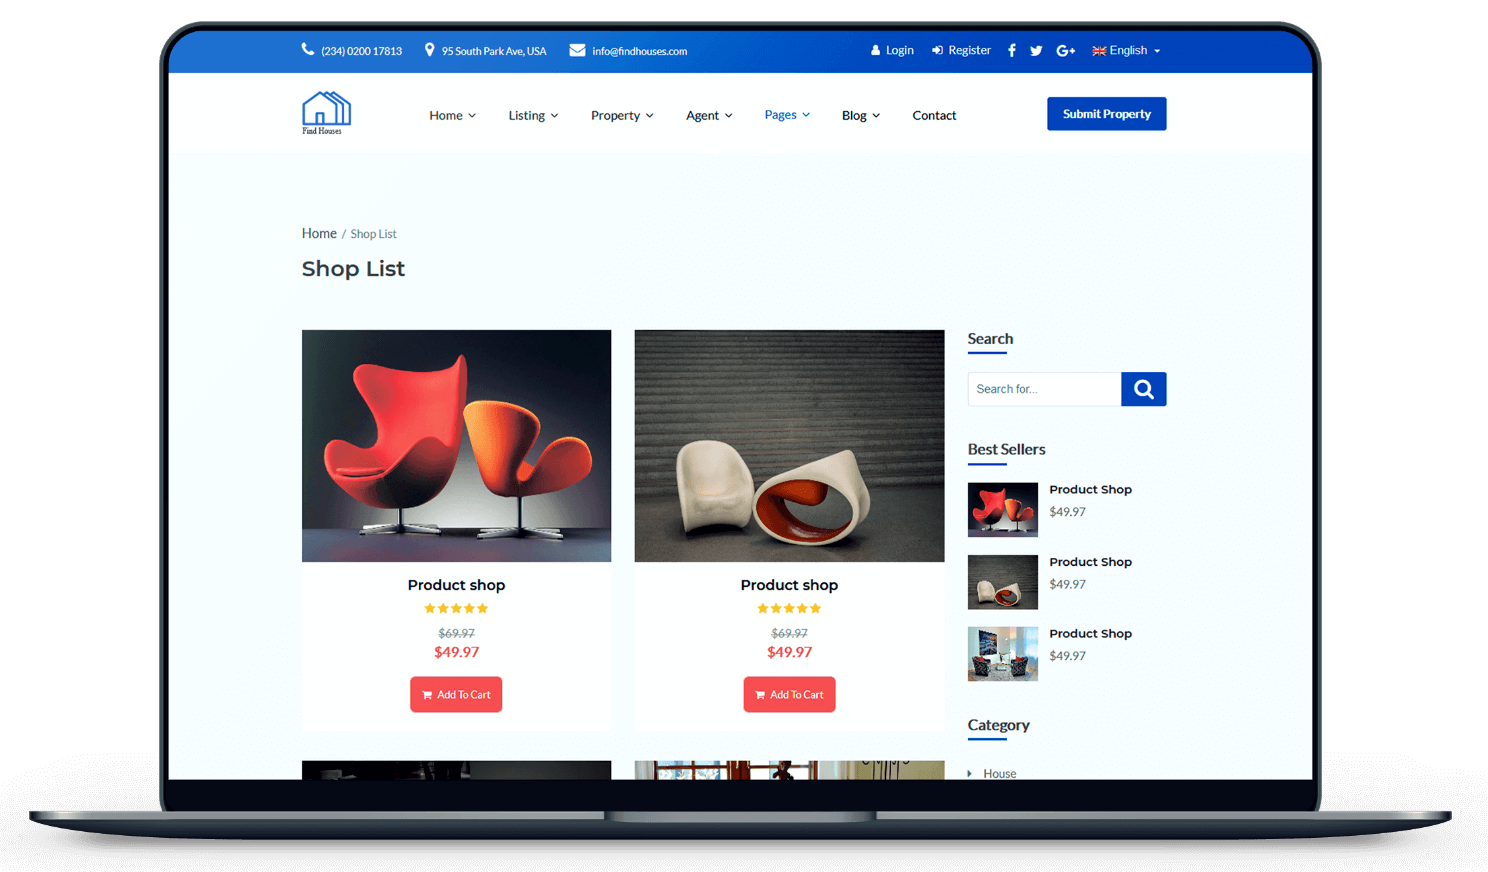 (234) 0200 17813 95 South Park Ave, USA info@findhouses.com Login Register English
Find Houses
Home Listing Property Agent Pages Blog Contact Submit Property
Home / Shop List
Shop List
Product shop
$69.97
$49.97
Add To Cart
Product shop
$69.97
$49.97
Add To Cart
Search
Search for...
Best Sellers
Product Shop
$49.97
Product Shop
$49.97
Product Shop
$49.97
Category
House